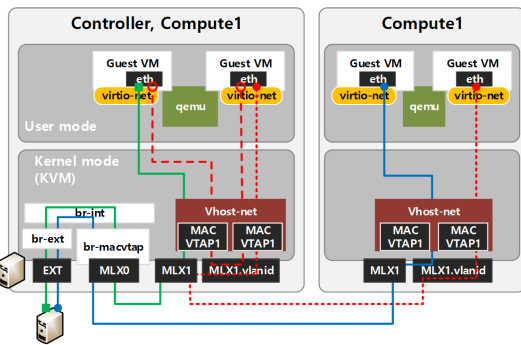 Controller, Compute1
Guest VM
eth
virtio-net
Guest VM
eth
virtio-net
qemu
User mode
Kernel mode
(KVM)
br-int
br-ext
br-macvtap
Vhost-net
MAC
VTAP1
MAC
VTAP1
EXT
MLX0
MLX1
MLX1.vlanid
Compute1
Guest VM
eth
virtio-net
Guest VM
eth
virtio-net
qemu
Vhost-net
MAC
VTAP1
MAC
VTAP1
MLX1
MLX1.vlanid